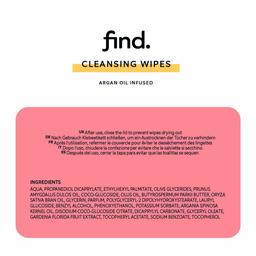 find.
CLEANSING WIPES
ARGAN OIL INFUSED
UK After use, close the lid to prevent wipes drying out
DE Nach Gebrauch Klebeetikett schließen, um ein Austrocknen der Tücher zu verhindern
FR Après l'utilisation, refermer le couvercle pour éviter le dessèchement des lingettes
IT Dopo l'uso, chiudere la confezione per evitare che le salviette si secchino
ES Después del uso, cerrar la tapa para evitar que las toallitas se sequen.
INGREDIENTS
AQUA, PROPANEDIOL DICAPRYLATE, ETHYLHEXYL PALMITATE, OLIVE GLYCERIDES, PRUNUS
AMYGDALUS DULCIS OIL, COCO-GLUCOSIDE, OLUS OIL, BUTYROSPERMUM PARKII BUTTER, ORYZA
SATIVA BRAN OIL, GLYCERIN, PARFUM, POLYGLYCERYL-2 DIPOLYHYDROXYSTEARATE, LAURYL
GLUCOSIDE, BENZYL ALCOHOL, PHENOXYETHANOL, POTASSIUM SORBATE, ARGANIA SPINOSA
KERNEL OIL, DISODIUM COCO-GLUCOSIDE CITRATE, DICAPRYLYL CARBONATE, GLYCERYL OLEATE,
GARDENIA FLORIDA FRUIT EXTRACT, TOCOPHERYL ACETATE, SODIUM BENZOATE, TOCOPHEROL